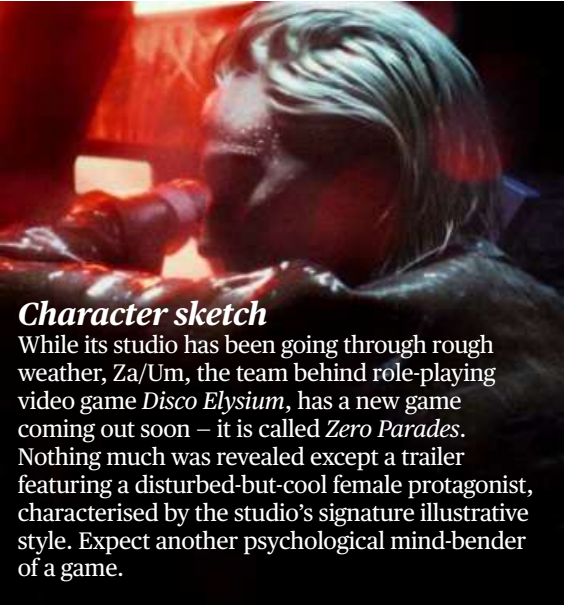 Character sketch
While its studio has been going through rough
weather, Za/Um, the team behind role-playing
video game Disco Elysium, has a new game
coming out soon – it is called Zero Parades.
Nothing much was revealed except a trailer
featuring a disturbed-but-cool female protagonist,
characterised by the studio’s signature illustrative
style. Expect another psychological mind-bender
of a game.